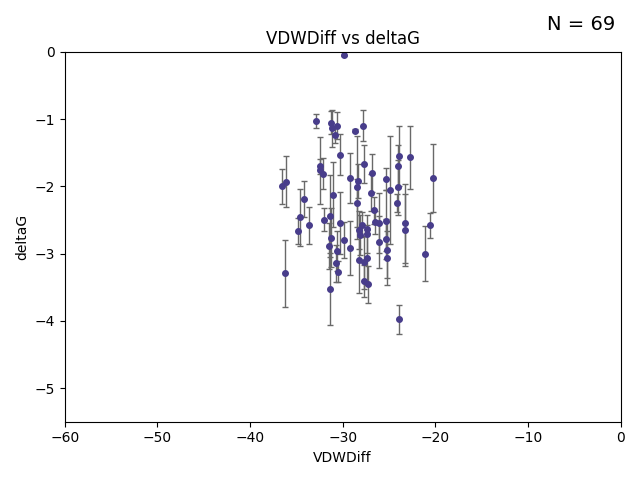 N = 69
VDWDiff vs deltaG
deltaG
0
−1
−2
−3
−4
−5
−60 −50 −40 −30 −20 −10 0
VDWDiff